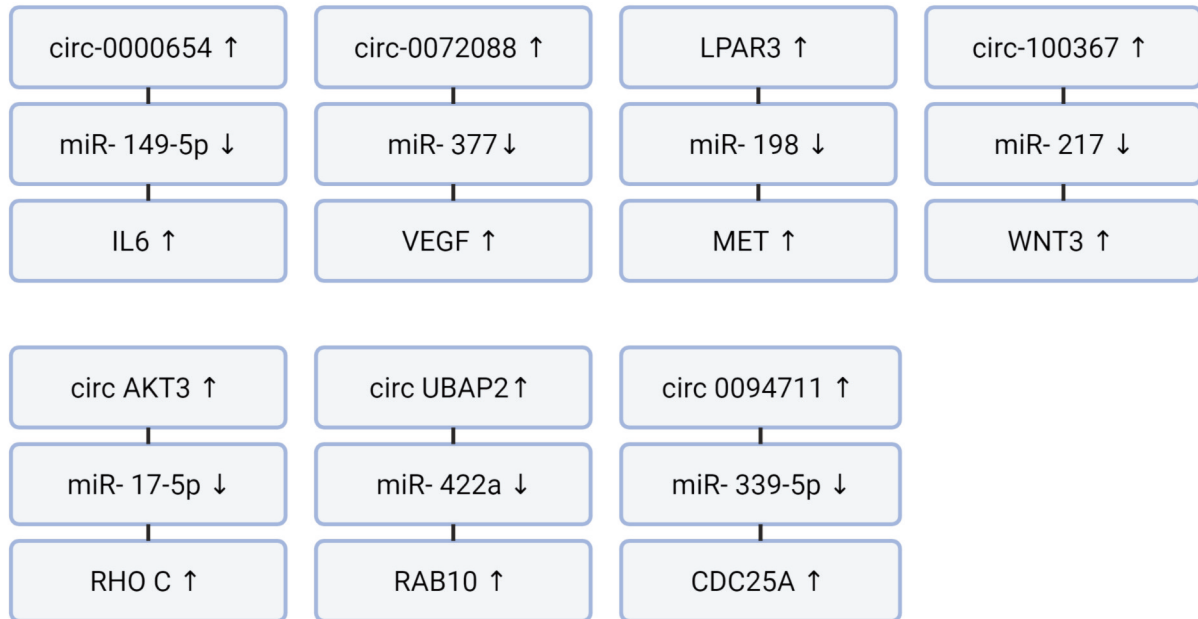 circ-0000654 ↑
circ-0072088 ↑
LPAR3 ↑
circ-100367 ↑
miR- 149-5p ↓
miR- 377↓
miR- 198 ↓
miR- 217 ↓
IL6 ↑
VEGF ↑
MET ↑
WNT3 ↑
circ AKT3 ↑
circ UBAP2↑
circ 0094711 ↑
miR- 17-5p ↓
miR- 422a ↓
miR- 339-5p ↓
RHO C ↑
RAB10 ↑
CDC25A ↑